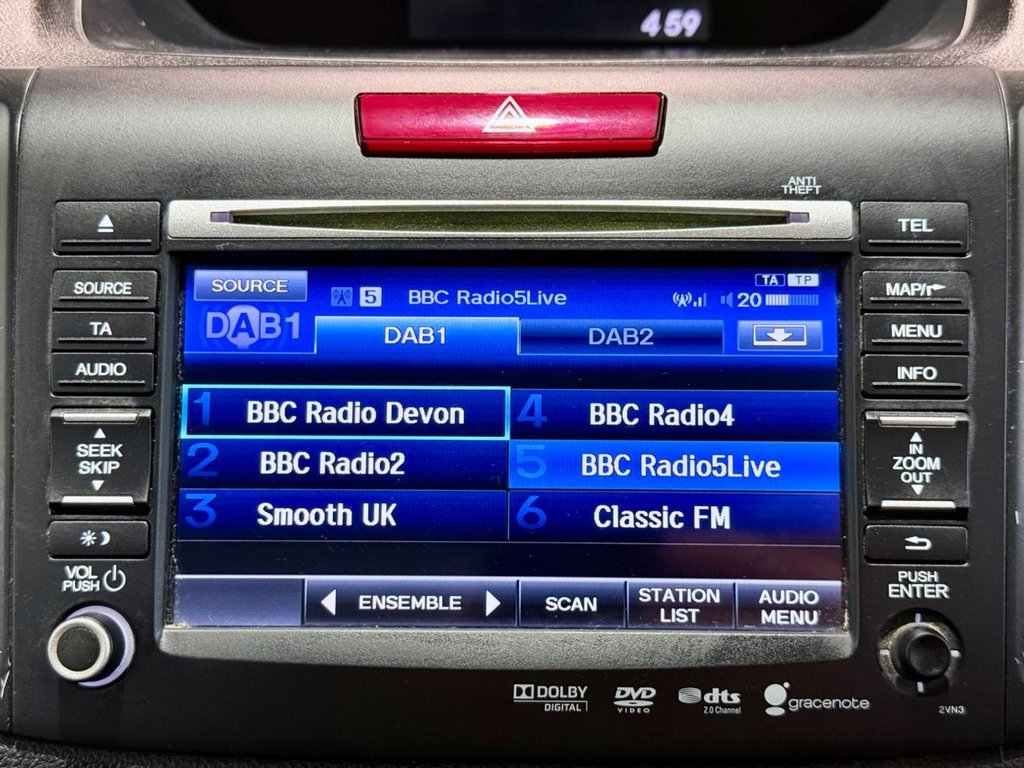 459
ANTI
THEFT
SOURCE
TA
AUDIO
SEEK
SKIP
VOL
PUSH
SOURCE
TA TP
5 BBC Radio5Live
20
DAB1
DAB1 DAB2
1 BBC Radio Devon
2 BBC Radio2
3 Smooth UK
4 BBC Radio4
5 BBC Radio5Live
6 Classic FM
ENSEMBLE
SCAN
STATION
LIST
AUDIO
MENU
TEL
MAP/
MENU
INFO
IN
ZOOM
OUT
PUSH
ENTER
DOLBY
DIGITAL
DVD
VIDEO
dts
2.0 Channel
gracenote
2VN3